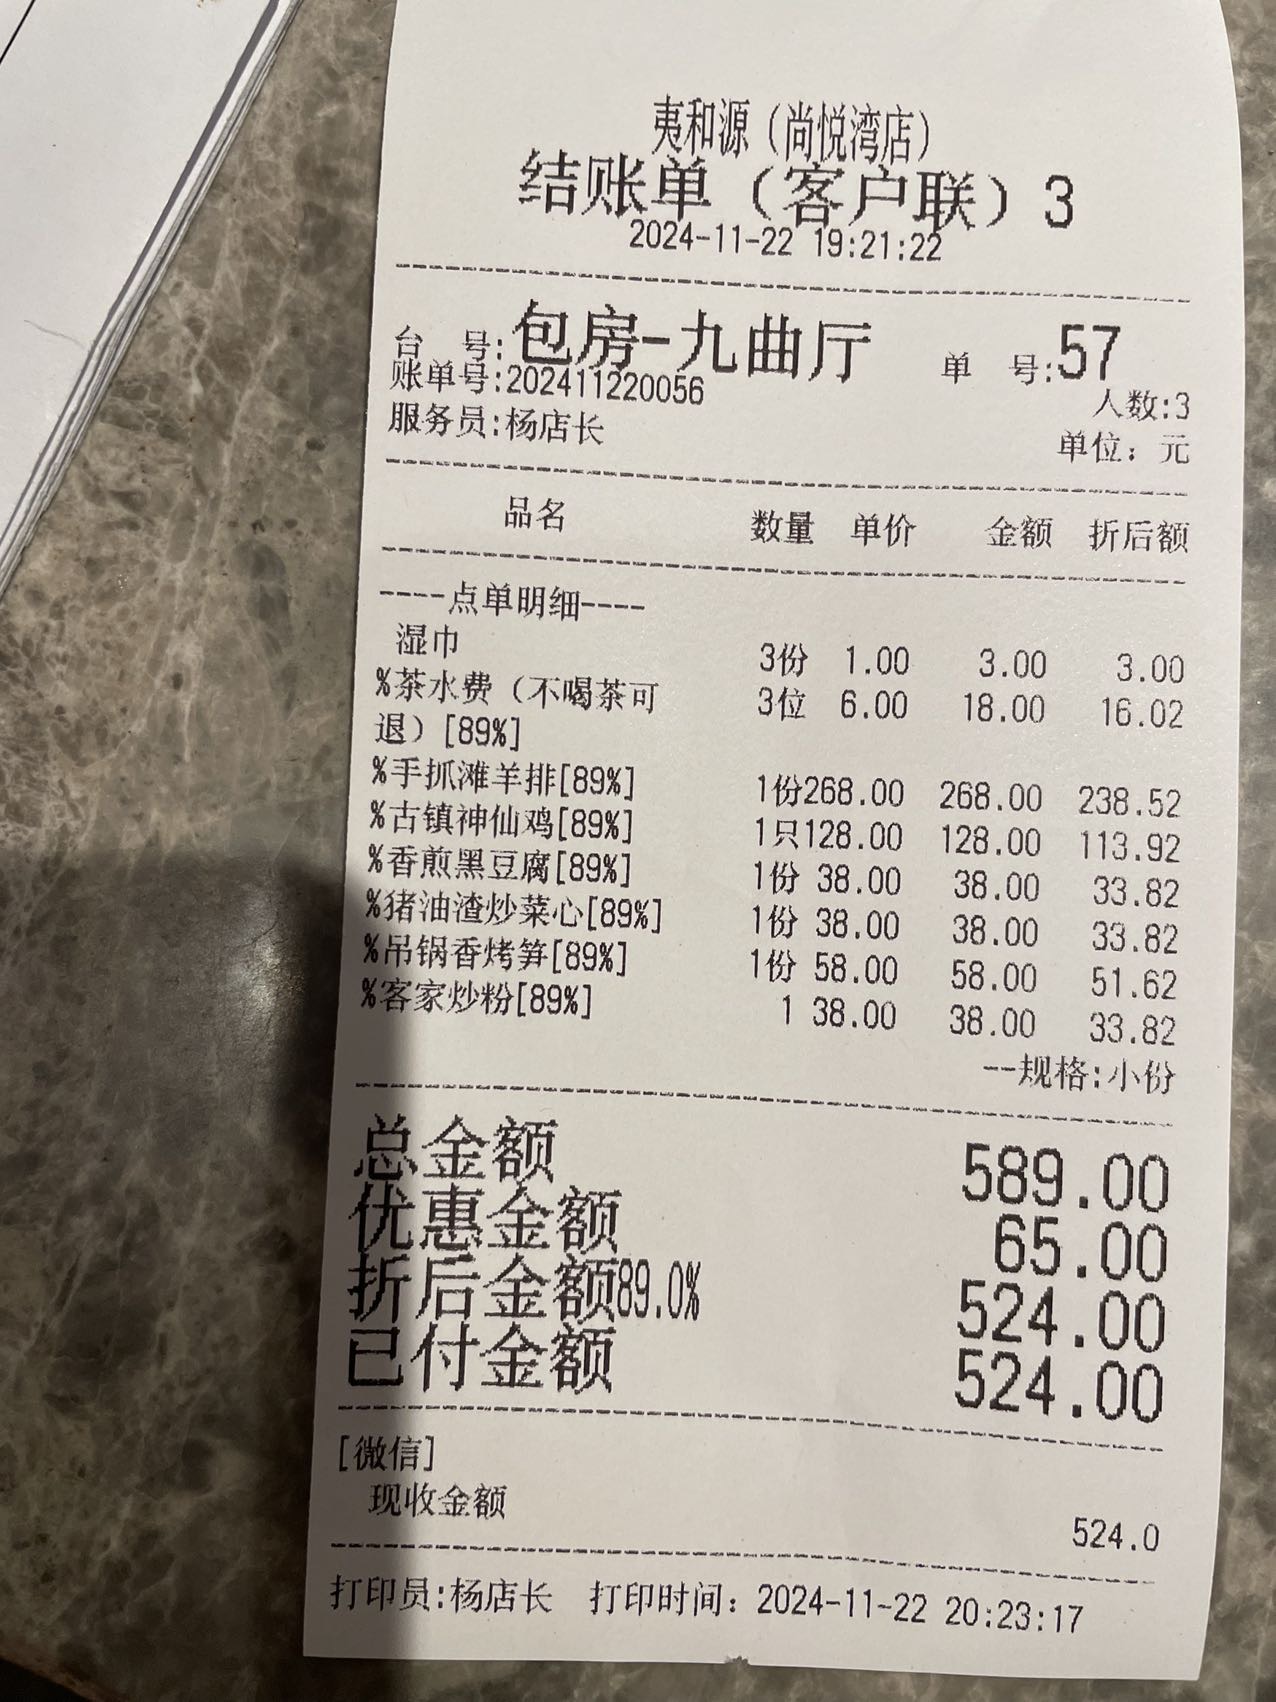 夷和源（尚悦湾店）
结账单（客户联）3
2024-11-22 19:21:22
台 号:包房-九曲厅 单 号:57
账单号:202411220056 人数:3
服务员:杨店长 单位：元
品名 数量 单价 金额 折后额
----点单明细----
湿巾 3份 1.00 3.00 3.00
%茶水费（不喝茶可 3位 6.00 18.00 16.02
退）[89%]
%手抓滩羊排[89%] 1份268.00 268.00 238.52
%古镇神仙鸡[89%] 1只128.00 128.00 113.92
%香煎黑豆腐[89%] 1份 38.00 38.00 33.82
%猪油渣炒菜心[89%] 1份 38.00 38.00 33.82
%吊锅香烤笋[89%] 1份 58.00 58.00 51.62
%客家炒粉[89%] 1 38.00 38.00 33.82
--规格:小份
总金额 589.00
优惠金额 65.00
折后金额89.0% 524.00
已付金额 524.00
[微信]
现收金额 524.0
打印员:杨店长 打印时间：2024-11-22 20:23:17